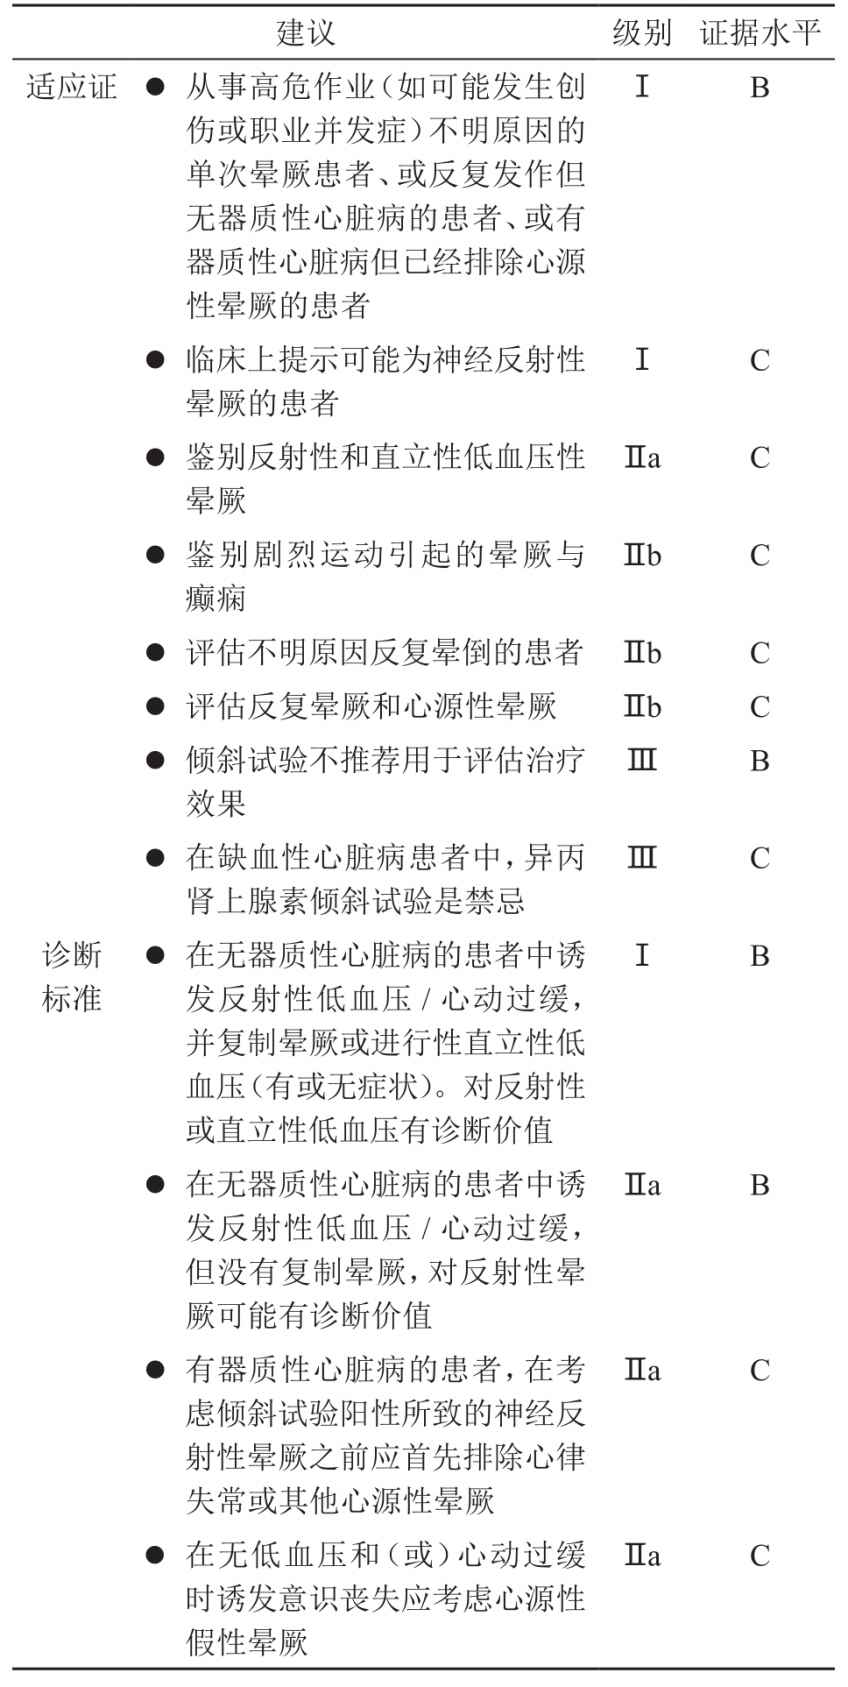 建议 级别 证据水平
适应证 ● 从事高危作业（如可能发生创 Ⅰ B
伤或职业并发症）不明原因的
单次晕厥患者、或反复发作但
无器质性心脏病的患者、或有
器质性心脏病但已经排除心源
性晕厥的患者
● 临床上提示可能为神经反射性 Ⅰ C
晕厥的患者
● 鉴别反射性和直立性低血压性 Ⅱa C
晕厥
● 鉴别剧烈运动引起的晕厥与 Ⅱb C
癫痫
● 评估不明原因反复晕倒的患者 Ⅱb C
● 评估反复晕厥和心源性晕厥 Ⅱb C
● 倾斜试验不推荐用于评估治疗 Ⅲ B
效果
● 在缺血性心脏病患者中，异丙 Ⅲ C
肾上腺素倾斜试验是禁忌
诊断 ● 在无器质性心脏病的患者中诱 Ⅰ B
标准 发反射性低血压 / 心动过缓，
并复制晕厥或进行性直立性低
血压（有或无症状）。对反射性
或直立性低血压有诊断价值
● 在无器质性心脏病的患者中诱 Ⅱa B
发反射性低血压 / 心动过缓，
但没有复制晕厥，对反射性晕
厥可能有诊断价值
● 有器质性心脏病的患者，在考 Ⅱa C
虑倾斜试验阳性所致的神经反
射性晕厥之前应首先排除心律
失常或其他心源性晕厥
● 在无低血压和（或）心动过缓 Ⅱa C
时诱发意识丧失应考虑心源性
假性晕厥